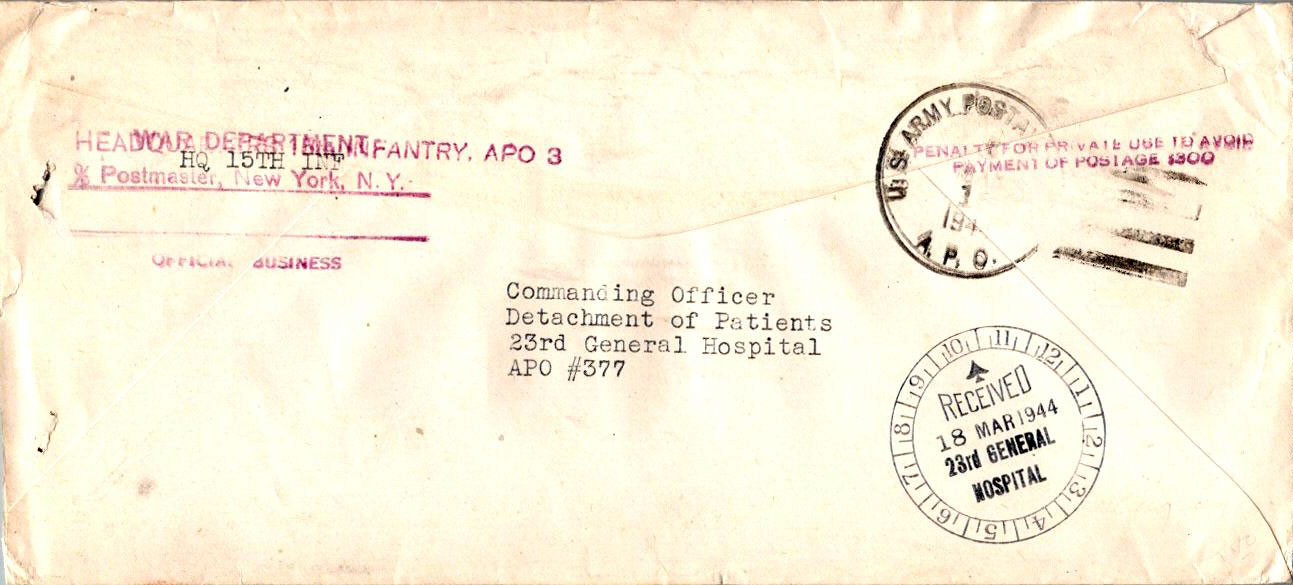 WAR DEPARTMENT
HEADQUARTERS 15TH INFANTRY, APO 3
HQ 15TH INF
% Postmaster, New York, N.Y.
OFFICIAL BUSINESS
U. S. ARMY POSTAL
194
A. P. O.
PENALTY FOR PRIVATE USE TO AVOID
PAYMENT OF POSTAGE $300
Commanding Officer
Detachment of Patients
23rd General Hospital
APO #377
10 11 12 1 2 3 4 5 6 7 8 9
RECEIVED
18 MAR 1944
23rd GENERAL
HOSPITAL